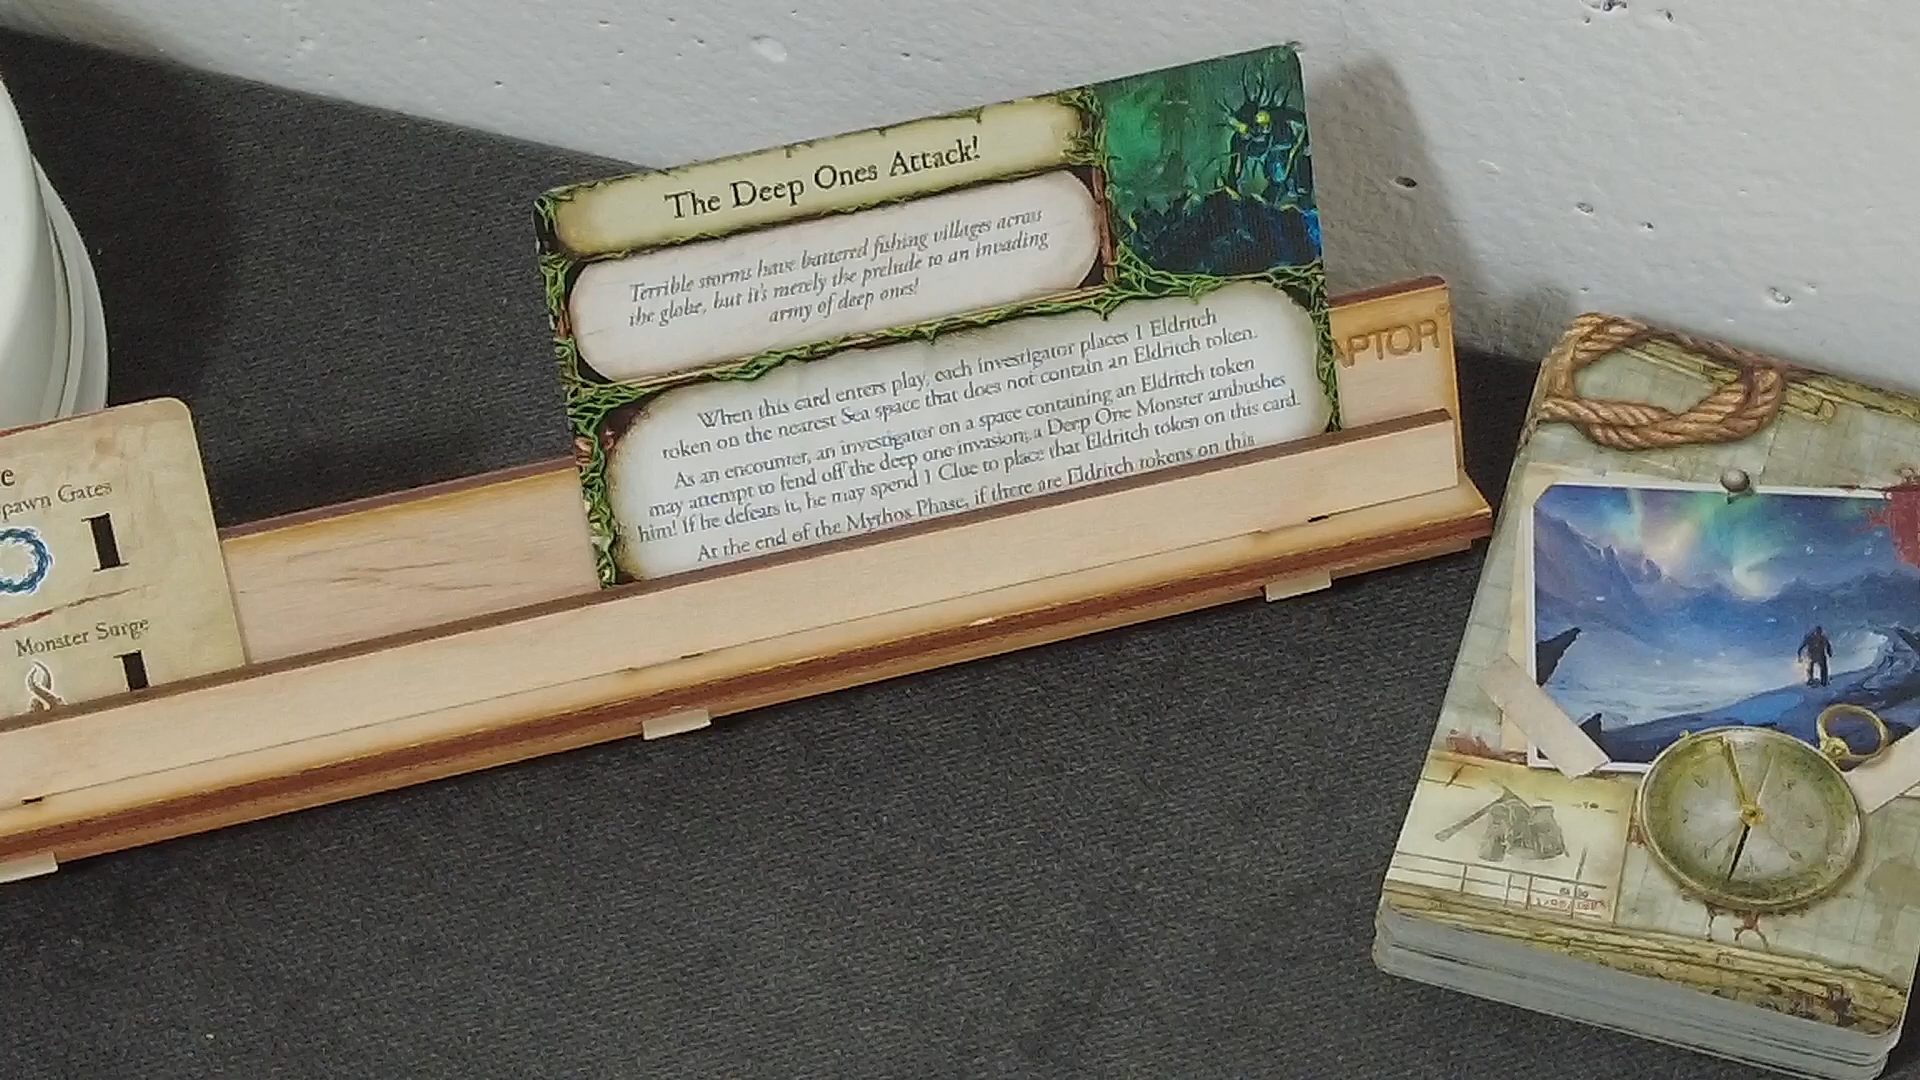 The Deep Ones Attack!
Terrible storms have battered fishing villages across
the globe, but it's merely the prelude to an invading
army of deep ones!
When this card enters play, each investigator places 1 Eldritch
token on the nearest Sea space that does not contain an Eldritch token.
As an encounter, an investigator on a space containing an Eldritch token
may attempt to fend off the deep one invasion; a Deep One Monster ambushes
him! If he defeats it, he may spend 1 Clue to place that Eldritch token on this card.
At the end of the Mythos Phase, if there are Eldritch tokens on this
APTOR
e
pawn Gates
1
Monster Surge
1